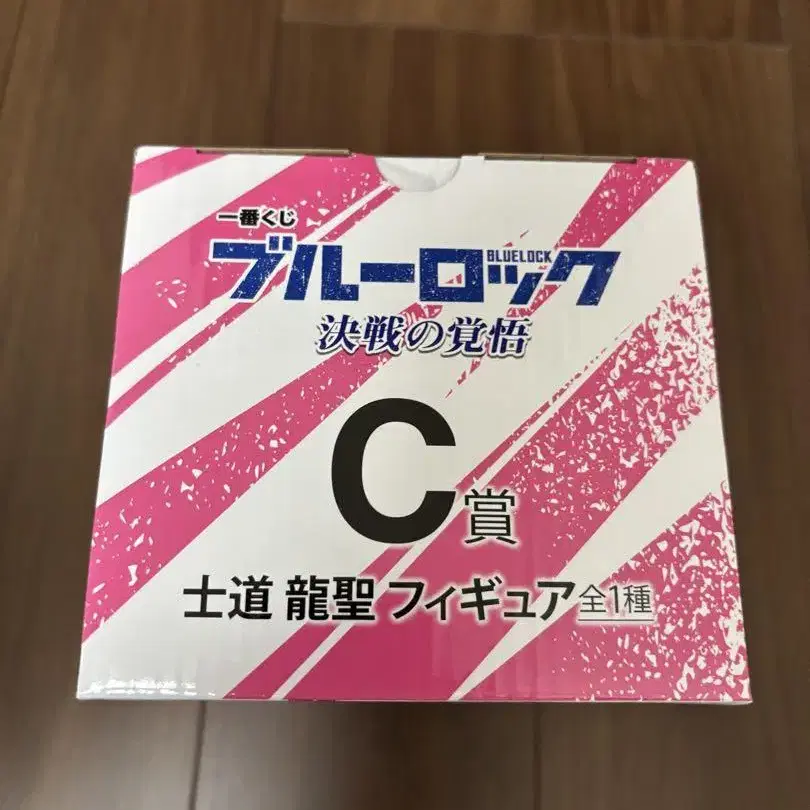 一番くじ
ブルーロック
BLUELOCK
決戦の覚悟
C賞
士道 龍聖 フィギュア 全1種